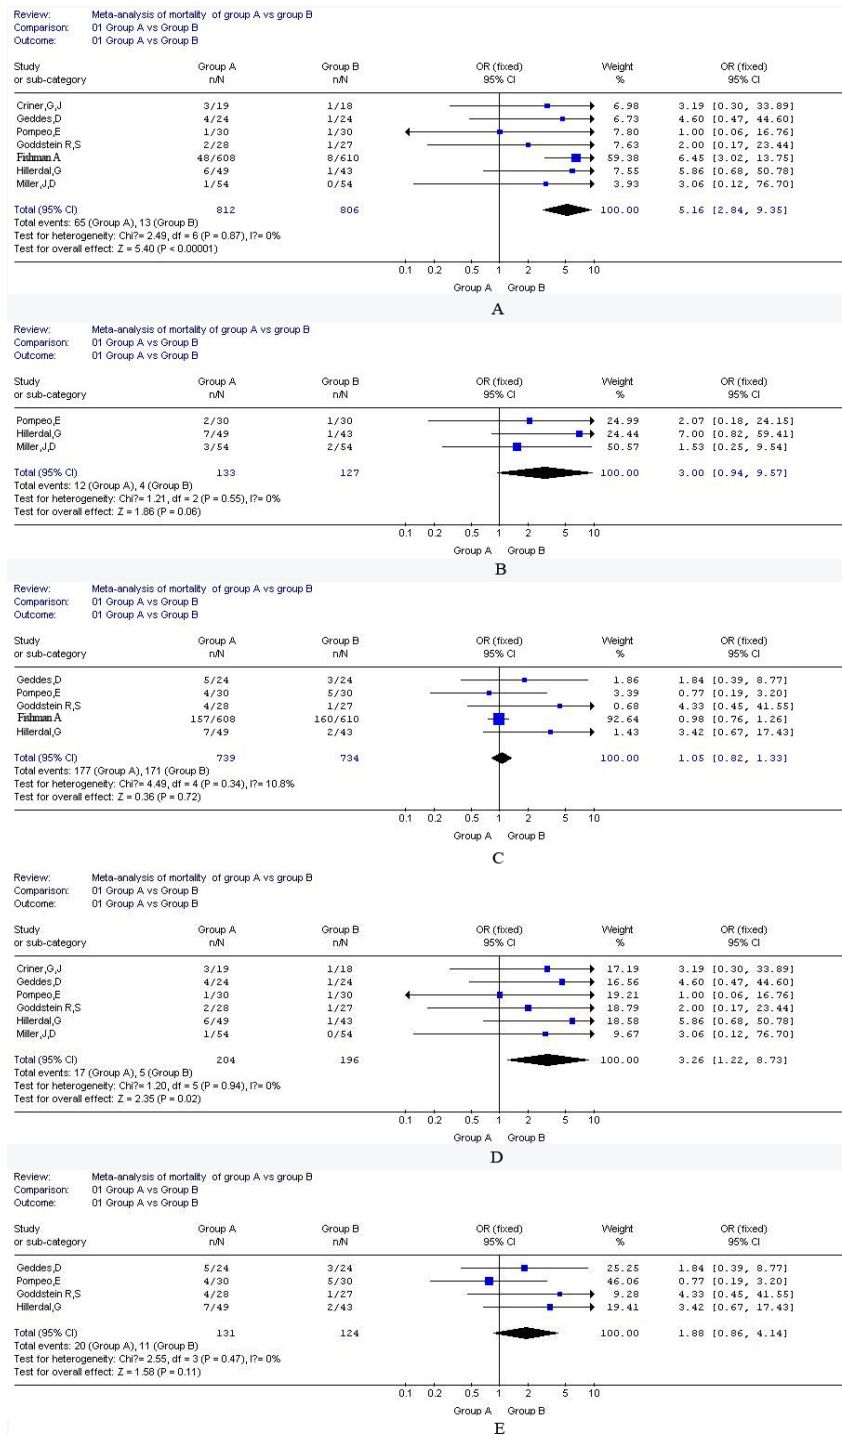 Review: Meta-analysis of mortality of group A vs group B
Comparison: 01 Group A vs Group B
Outcome: 01 Group A vs Group B
Study Group A Group B OR (fixed) Weight OR (fixed)
or sub-category n/N n/N 95% CI % 95% CI
Criner,G,J 3/19 1/18 6.98 3.19 [0.30, 33.89]
Geddes,D 4/24 1/24 6.73 4.60 [0.47, 44.60]
Pompeo,E 1/30 1/30 7.80 1.00 [0.06, 16.76]
Goddstein R,S 2/28 1/27 7.63 2.00 [0.17, 23.44]
Fishman A 48/608 8/610 59.38 6.45 [3.02, 13.75]
Hillerdal,G 6/49 1/43 7.55 5.86 [0.68, 50.78]
Miller,J,D 1/54 0/54 3.93 3.06 [0.12, 76.70]
Total (95% CI) 812 806 100.00 5.16 [2.84, 9.35]
Total events: 65 (Group A), 13 (Group B)
Test for heterogeneity: Chi?= 2.49, df = 6 (P = 0.87), I?= 0%
Test for overall effect: Z = 5.40 (P < 0.00001)
0.1 0.2 0.5 1 2 5 10
Group A Group B
A
Review: Meta-analysis of mortality of group A vs group B
Comparison: 01 Group A vs Group B
Outcome: 01 Group A vs Group B
Study Group A Group B OR (fixed) Weight OR (fixed)
or sub-category n/N n/N 95% CI % 95% CI
Pompeo,E 2/30 1/30 24.99 2.07 [0.18, 24.15]
Hillerdal,G 7/49 1/43 24.44 7.00 [0.82, 59.41]
Miller,J,D 3/54 2/54 50.57 1.53 [0.25, 9.54]
Total (95% CI) 133 127 100.00 3.00 [0.94, 9.57]
Total events: 12 (Group A), 4 (Group B)
Test for heterogeneity: Chi?= 1.21, df = 2 (P = 0.55), I?= 0%
Test for overall effect: Z = 1.86 (P = 0.06)
0.1 0.2 0.5 1 2 5 10
Group A Group B
B
Review: Meta-analysis of mortality of group A vs group B
Comparison: 01 Group A vs Group B
Outcome: 01 Group A vs Group B
Study Group A Group B OR (fixed) Weight OR (fixed)
or sub-category n/N n/N 95% CI % 95% CI
Geddes,D 5/24 3/24 1.86 1.84 [0.39, 8.77]
Pompeo,E 4/30 5/30 3.39 0.77 [0.19, 3.20]
Goddstein R,S 4/28 1/27 0.68 4.33 [0.45, 41.55]
Fishman A 157/608 160/610 92.64 0.98 [0.76, 1.26]
Hillerdal,G 7/49 2/43 1.43 3.42 [0.67, 17.43]
Total (95% CI) 739 734 100.00 1.05 [0.82, 1.33]
Total events: 177 (Group A), 171 (Group B)
Test for heterogeneity: Chi?= 4.49, df = 4 (P = 0.34), I?= 10.8%
Test for overall effect: Z = 0.36 (P = 0.72)
0.1 0.2 0.5 1 2 5 10
Group A Group B
C
Review: Meta-analysis of mortality of group A vs group B
Comparison: 01 Group A vs Group B
Outcome: 01 Group A vs Group B
Study Group A Group B OR (fixed) Weight OR (fixed)
or sub-category n/N n/N 95% CI % 95% CI
Criner,G,J 3/19 1/18 17.19 3.19 [0.30, 33.89]
Geddes,D 4/24 1/24 16.56 4.60 [0.47, 44.60]
Pompeo,E 1/30 1/30 19.21 1.00 [0.06, 16.76]
Goddstein R,S 2/28 1/27 18.79 2.00 [0.17, 23.44]
Hillerdal,G 6/49 1/43 18.58 5.86 [0.68, 50.78]
Miller,J,D 1/54 0/54 9.67 3.06 [0.12, 76.70]
Total (95% CI) 204 196 100.00 3.26 [1.22, 8.73]
Total events: 17 (Group A), 5 (Group B)
Test for heterogeneity: Chi?= 1.20, df = 5 (P = 0.94), I?= 0%
Test for overall effect: Z = 2.35 (P = 0.02)
0.1 0.2 0.5 1 2 5 10
Group A Group B
D
Review: Meta-analysis of mortality of group A vs group B
Comparison: 01 Group A vs Group B
Outcome: 01 Group A vs Group B
Study Group A Group B OR (fixed) Weight OR (fixed)
or sub-category n/N n/N 95% CI % 95% CI
Geddes,D 5/24 3/24 25.25 1.84 [0.39, 8.77]
Pompeo,E 4/30 5/30 46.06 0.77 [0.19, 3.20]
Goddstein R,S 4/28 1/27 9.28 4.33 [0.45, 41.55]
Hillerdal,G 7/49 2/43 19.41 3.42 [0.67, 17.43]
Total (95% CI) 131 124 100.00 1.88 [0.86, 4.14]
Total events: 20 (Group A), 11 (Group B)
Test for heterogeneity: Chi?= 2.55, df = 3 (P = 0.47), I?= 0%
Test for overall effect: Z = 1.58 (P = 0.11)
0.1 0.2 0.5 1 2 5 10
Group A Group B
E